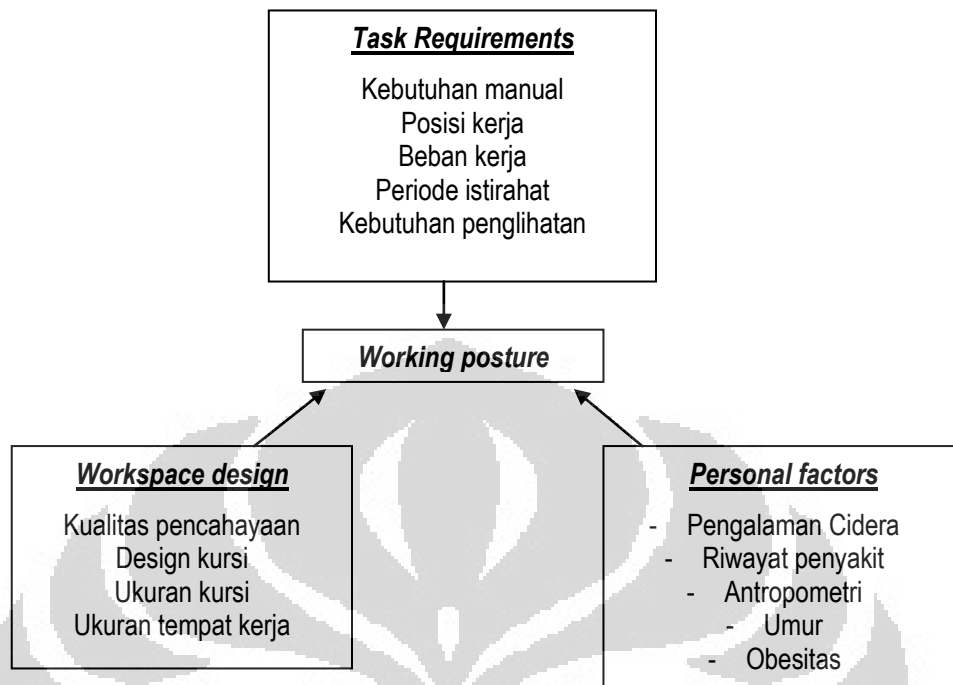 Task Requirements
Kebutuhan manual
Posisi kerja
Beban kerja
Periode istirahat
Kebutuhan penglihatan
Working posture
Workspace design
Kualitas pencahayaan
Design kursi
Ukuran kursi
Ukuran tempat kerja
Personal factors
- Pengalaman Cidera
- Riwayat penyakit
- Antropometri
- Umur
- Obesitas